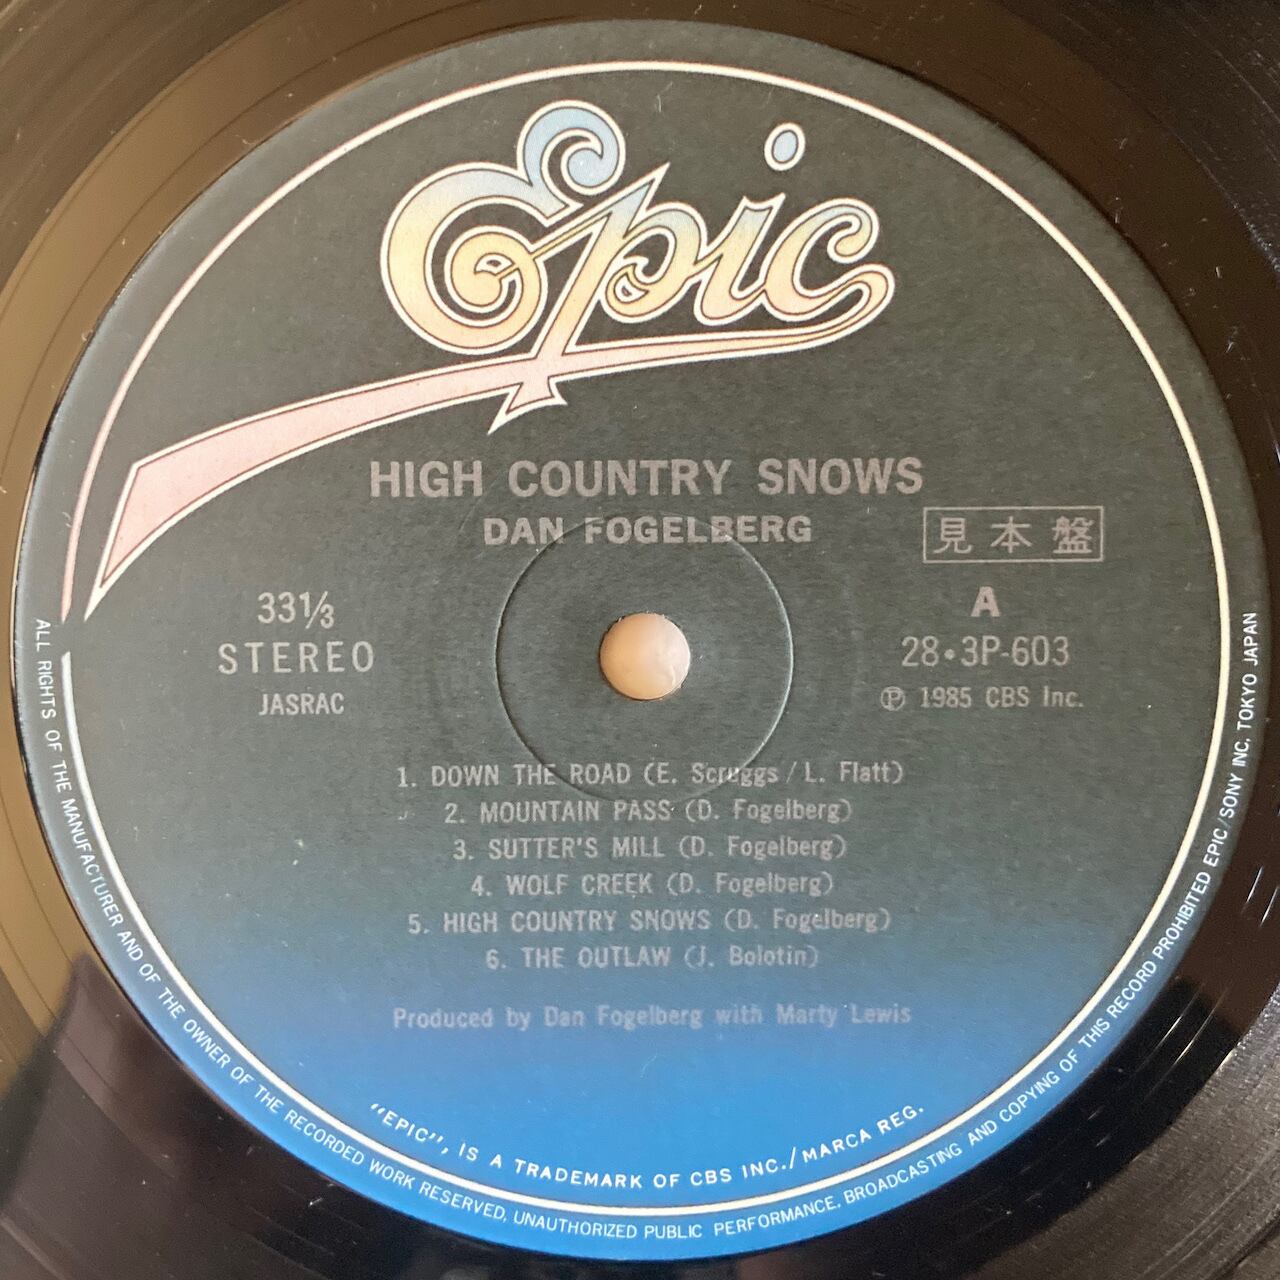 Epic
HIGH COUNTRY SNOWS
DAN FOGELBERG
見本盤
33⅓
STEREO
JASRAC
A
28•3P-603
Ⓟ 1985 CBS Inc.
1. DOWN THE ROAD (E. Scruggs / L. Flatt)
2. MOUNTAIN PASS (D. Fogelberg)
3. SUTTER'S MILL (D. Fogelberg)
4. WOLF CREEK (D. Fogelberg)
5. HIGH COUNTRY SNOWS (D. Fogelberg)
6. THE OUTLAW (J. Bolotin)
Produced by Dan Fogelberg with Marty Lewis
"EPIC", IS A TRADEMARK OF CBS INC./MARCA REG.
ALL RIGHTS OF THE MANUFACTURER AND OF THE OWNER OF THE RECORDED WORK RESERVED, UNAUTHORIZED PUBLIC PERFORMANCE, BROADCASTING AND COPYING OF THIS RECORD PROHIBITED EPIC/SONY INC. TOKYO JAPAN